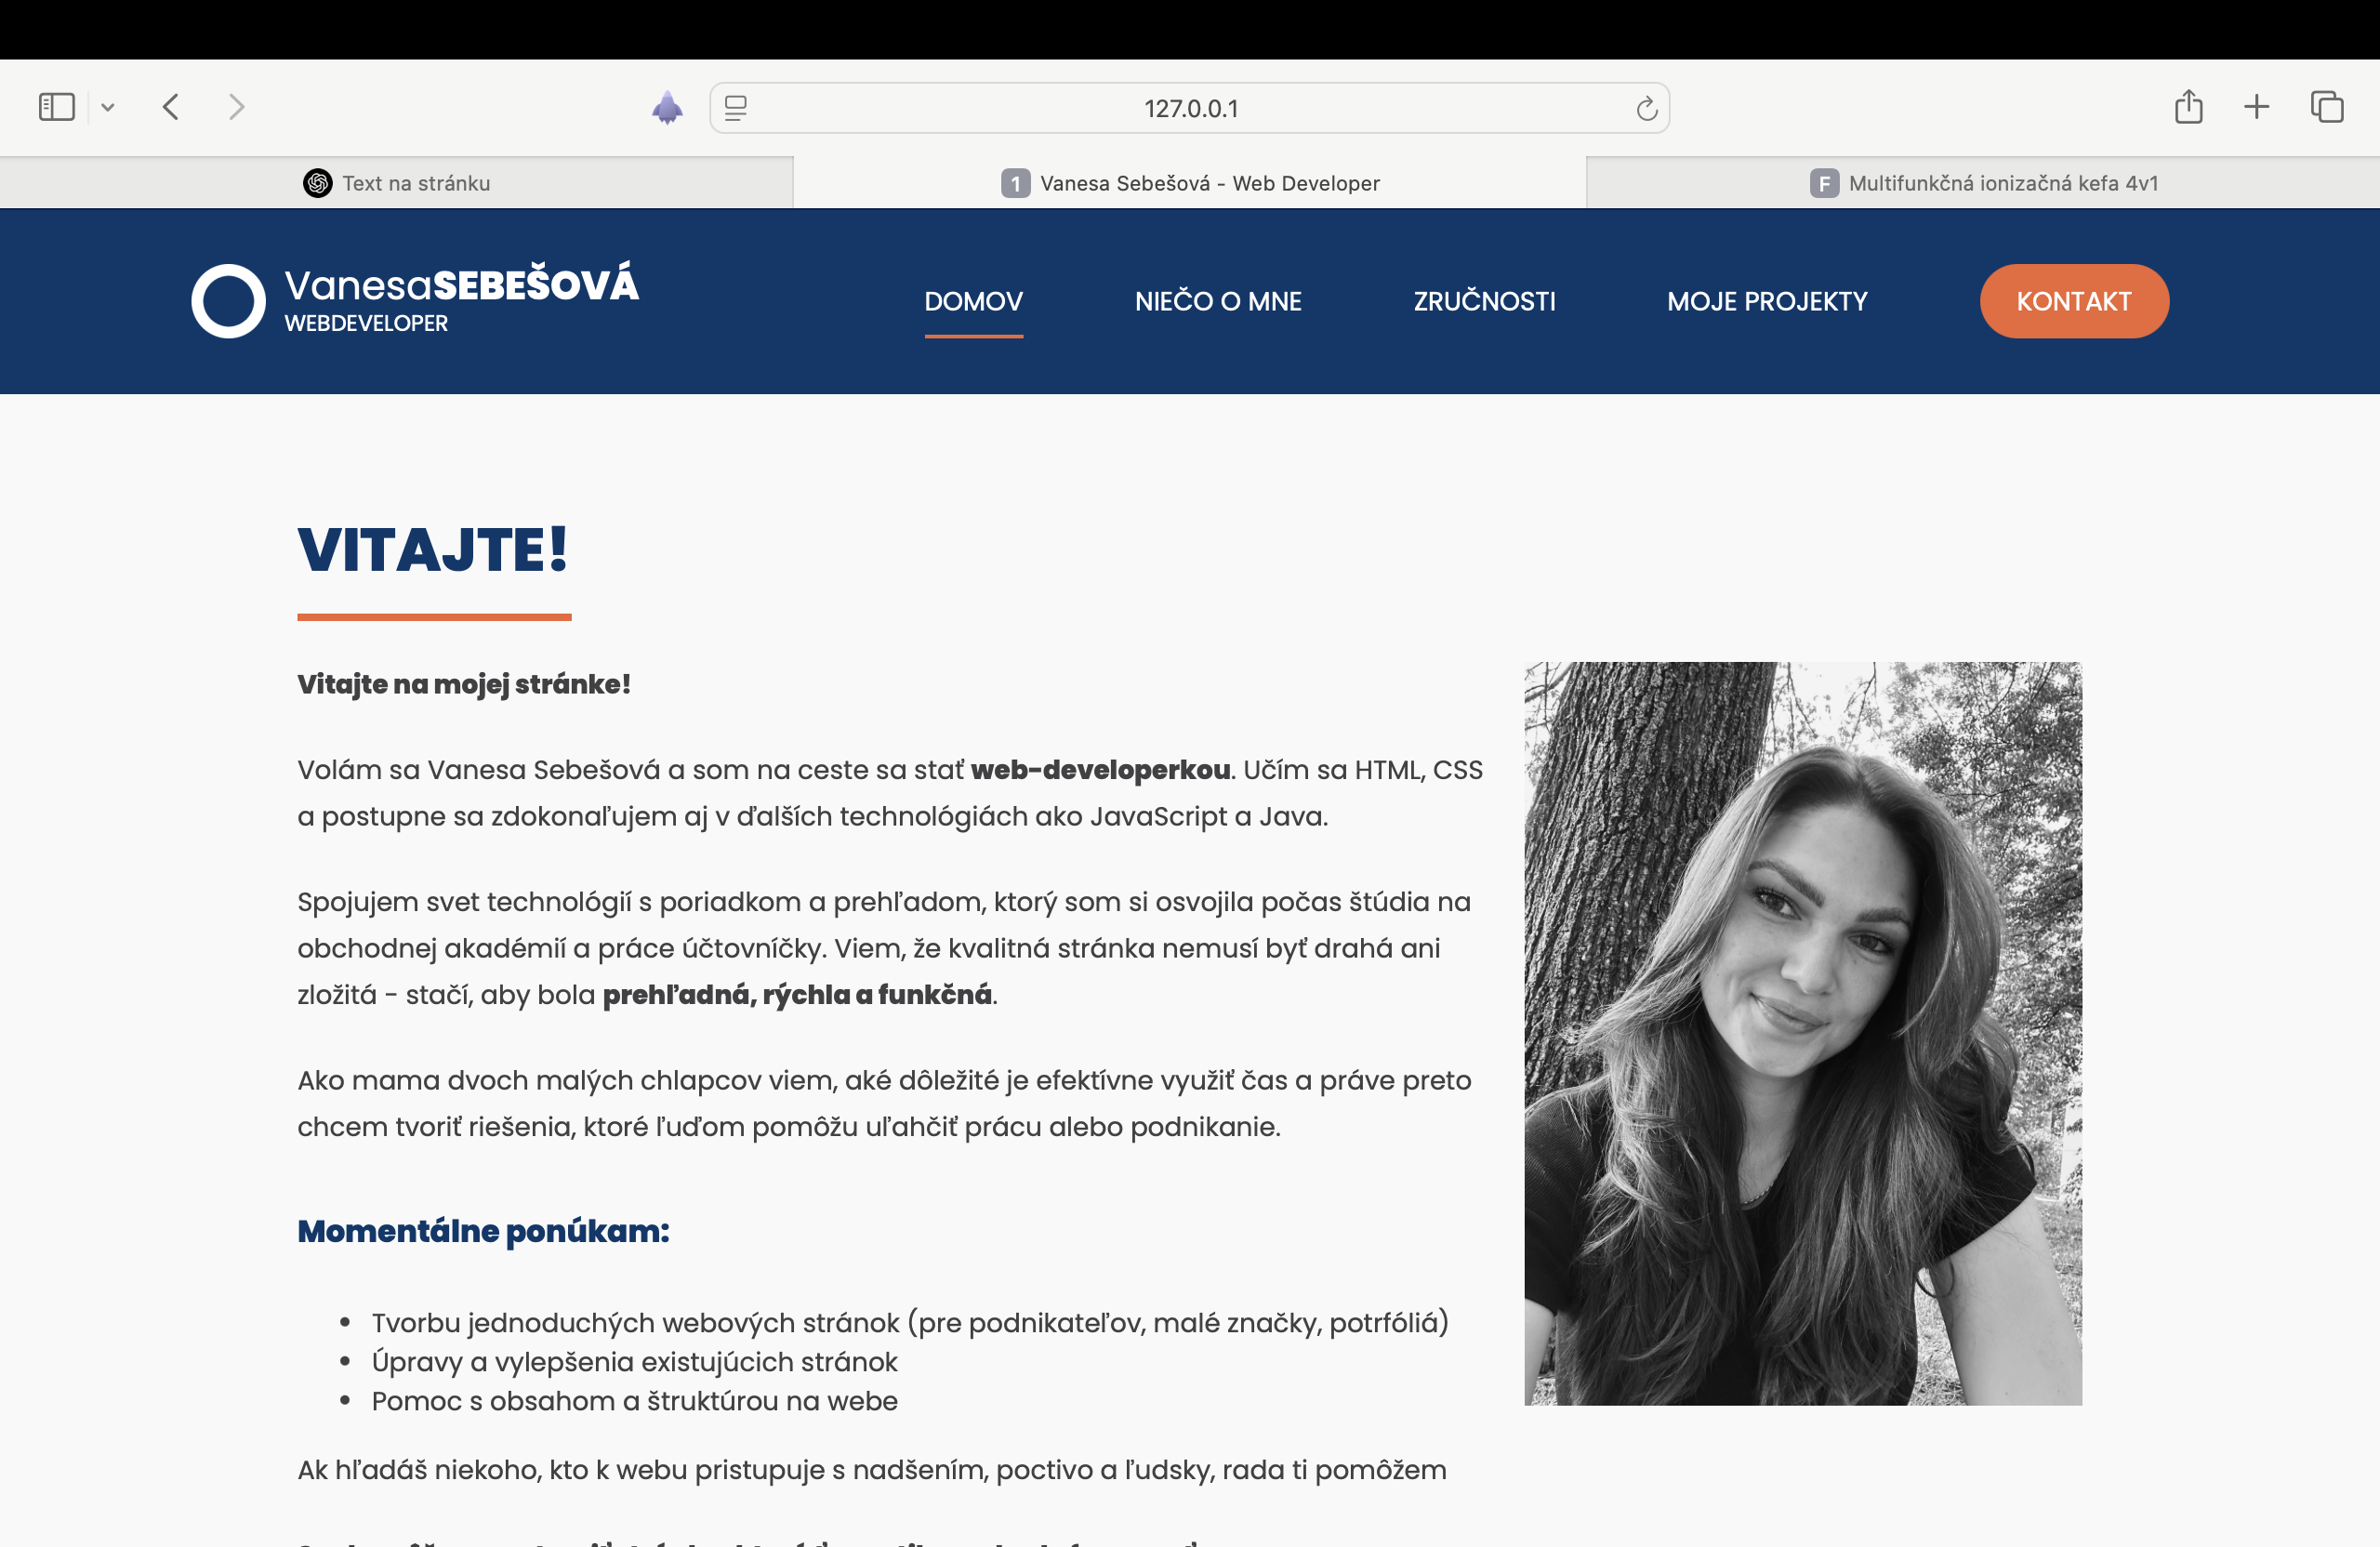 127.0.0.1
Text na stránku
1 Vanesa Sebešová - Web Developer
F Multifunkčná ionizačná kefa 4v1
VanesaSEBEŠOVÁ
WEBDEVELOPER
DOMOV
NIEČO O MNE
ZRUČNOSTI
MOJE PROJEKTY
KONTAKT
VITAJTE!
Vitajte na mojej stránke!
Volám sa Vanesa Sebešová a som na ceste sa stať web-developerkou. Učím sa HTML, CSS
a postupne sa zdokonaľujem aj v ďalších technológiách ako JavaScript a Java.
Spojujem svet technológií s poriadkom a prehľadom, ktorý som si osvojila počas štúdia na
obchodnej akadémií a práce účtovníčky. Viem, že kvalitná stránka nemusí byť drahá ani
zložitá - stačí, aby bola prehľadná, rýchla a funkčná.
Ako mama dvoch malých chlapcov viem, aké dôležité je efektívne využiť čas a práve preto
chcem tvoriť riešenia, ktoré ľuďom pomôžu uľahčiť prácu alebo podnikanie.
Momentálne ponúkam:
• Tvorbu jednoduchých webových stránok (pre podnikateľov, malé značky, potrfóliá)
• Úpravy a vylepšenia existujúcich stránok
• Pomoc s obsahom a štruktúrou na webe
Ak hľadáš niekoho, kto k webu pristupuje s nadšením, poctivo a ľudsky, rada ti pomôžem